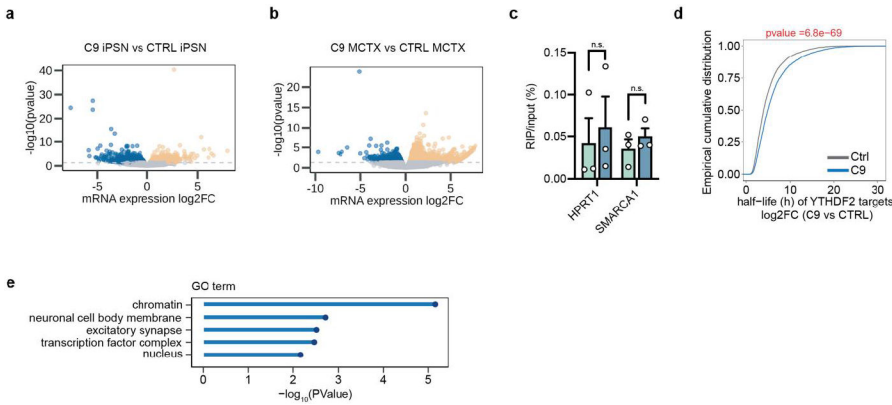 a
C9 iPSN vs CTRL iPSN
-log10(pvalue)
40
30
20
10
0
-5
0
5
mRNA expression log2FC
b
C9 MCTX vs CTRL MCTX
-log10(pvalue)
25
20
15
10
5
0
-10
-5
0
5
mRNA expression log2FC
c
RIP/input (%)
0.15
0.10
0.05
0.00
n.s.
n.s.
HPRT1
SMARCA1
d
pvalue =6.8e−69
Empirical cumulative distribution
1.00
0.75
0.50
0.25
0.00
Ctrl
C9
0
10
20
30
half−life (h) of YTHDF2 targets
log2FC (C9 vs CTRL)
e
GO term
chromatin
neuronal cell body membrane
excitatory synapse
transcription factor complex
nucleus
0
1
2
3
4
5
−log10(PValue)